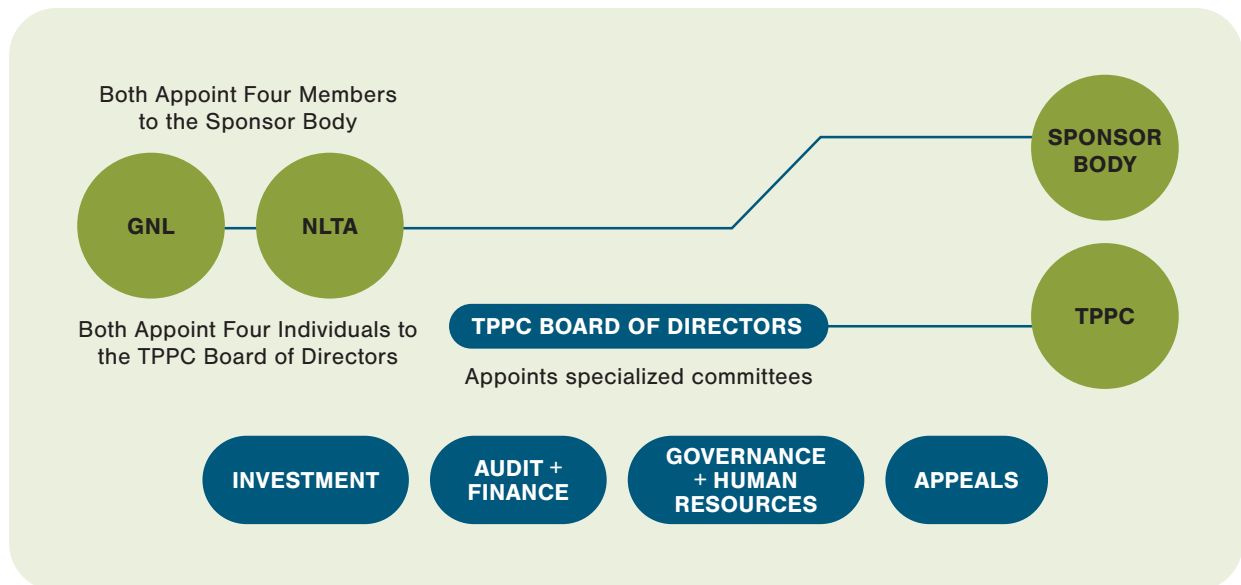 Both Appoint Four Members
to the Sponsor Body
GNL
NLTA
SPONSOR
BODY
Both Appoint Four Individuals to
the TPPC Board of Directors
TPPC BOARD OF DIRECTORS
Appoints specialized committees
TPPC
INVESTMENT
AUDIT +
FINANCE
GOVERNANCE
+ HUMAN
RESOURCES
APPEALS